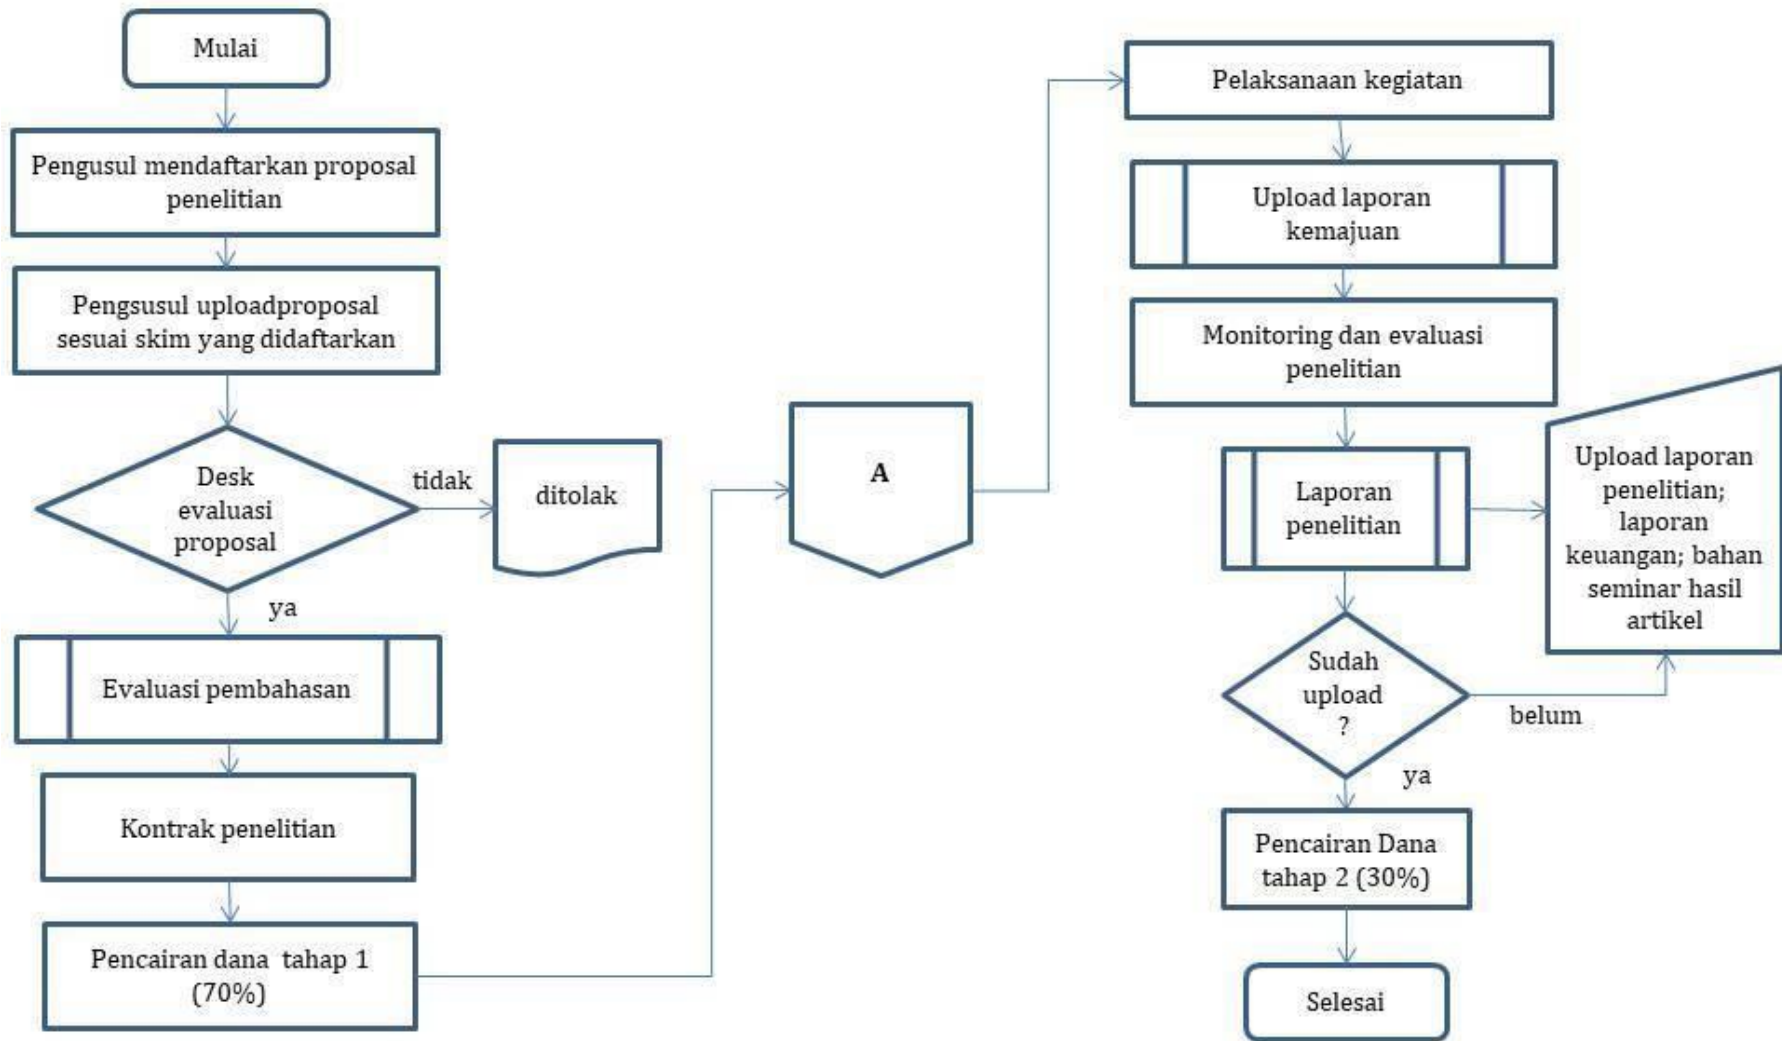 Mulai
Pengusul mendaftarkan proposal
penelitian
Pengsusul uploadproposal
sesuai skim yang didaftarkan
Desk
evaluasi
proposal
tidak
ditolak
ya
Evaluasi pembahasan
Kontrak penelitian
Pencairan dana tahap 1
(70%)
A
Pelaksanaan kegiatan
Upload laporan
kemajuan
Monitoring dan evaluasi
penelitian
Laporan
penelitian
Upload laporan
penelitian;
laporan
keuangan; bahan
seminar hasil
artikel
Sudah
upload
?
belum
ya
Pencairan Dana
tahap 2 (30%)
Selesai